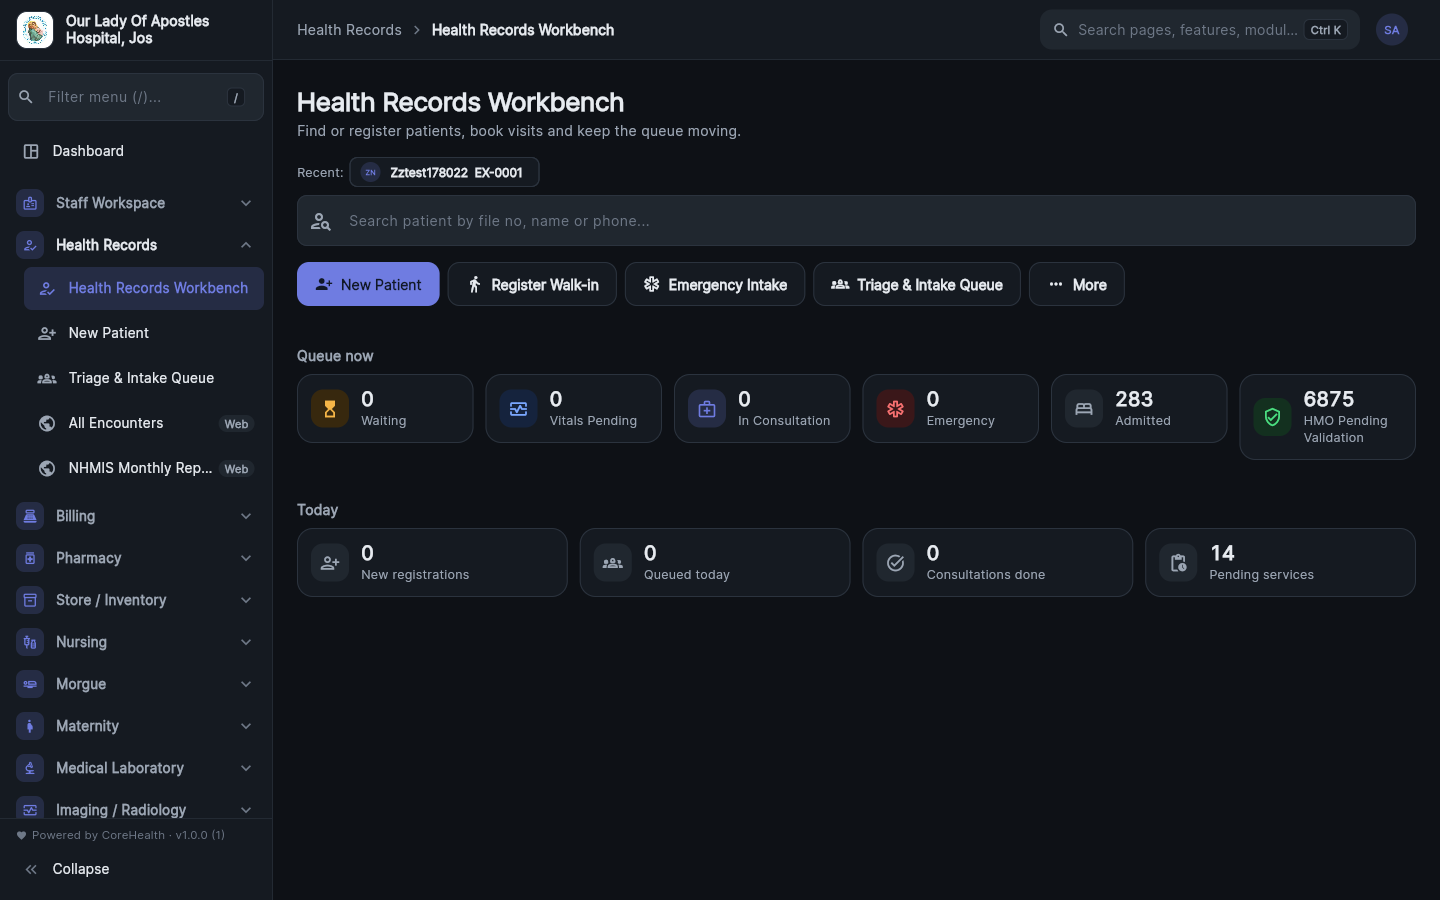 Our Lady Of Apostles
Hospital, Jos
Filter menu (/)...
/
Dashboard
Staff Workspace
Health Records
Health Records Workbench
New Patient
Triage & Intake Queue
All Encounters
Web
NHMIS Monthly Rep...
Web
Billing
Pharmacy
Store / Inventory
Nursing
Morgue
Maternity
Medical Laboratory
Imaging / Radiology
Powered by CoreHealth · v1.0.0 (1)
Collapse
Health Records
Health Records Workbench
Search pages, features, modul...
Ctrl K
SA
Health Records Workbench
Find or register patients, book visits and keep the queue moving.
Recent:
ZN
Zztest178022 EX-0001
Search patient by file no, name or phone...
New Patient
Register Walk-in
Emergency Intake
Triage & Intake Queue
More
Queue now
0
Waiting
0
Vitals Pending
0
In Consultation
0
Emergency
283
Admitted
6875
HMO Pending
Validation
Today
0
New registrations
0
Queued today
0
Consultations done
14
Pending services